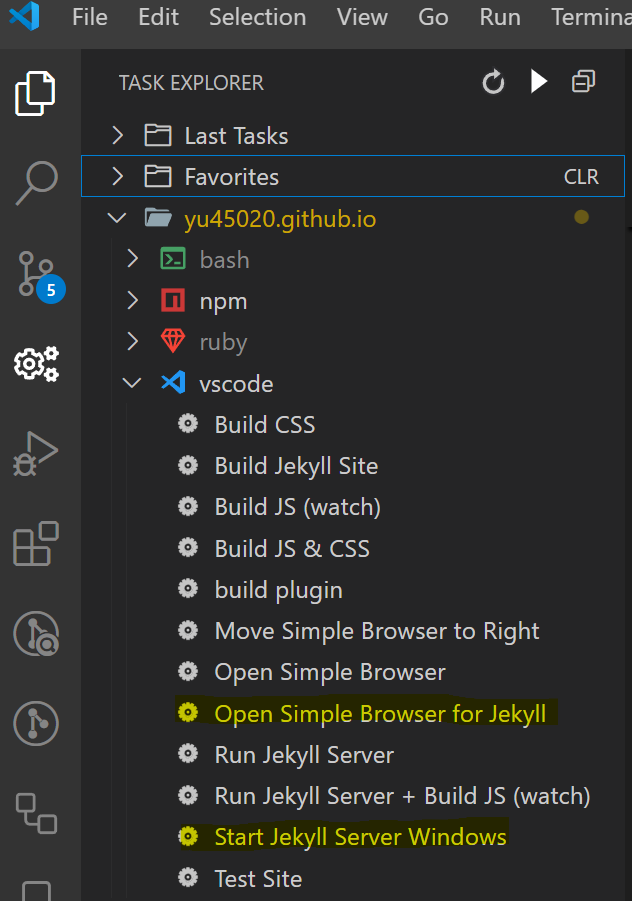 File Edit Selection View Go Run Termina
TASK EXPLORER
Last Tasks
Favorites CLR
yu45020.github.io
bash
5
npm
ruby
vscode
Build CSS
Build Jekyll Site
Build JS (watch)
Build JS & CSS
build plugin
Move Simple Browser to Right
Open Simple Browser
Open Simple Browser for Jekyll
Run Jekyll Server
Run Jekyll Server + Build JS (watch)
Start Jekyll Server Windows
Test Site